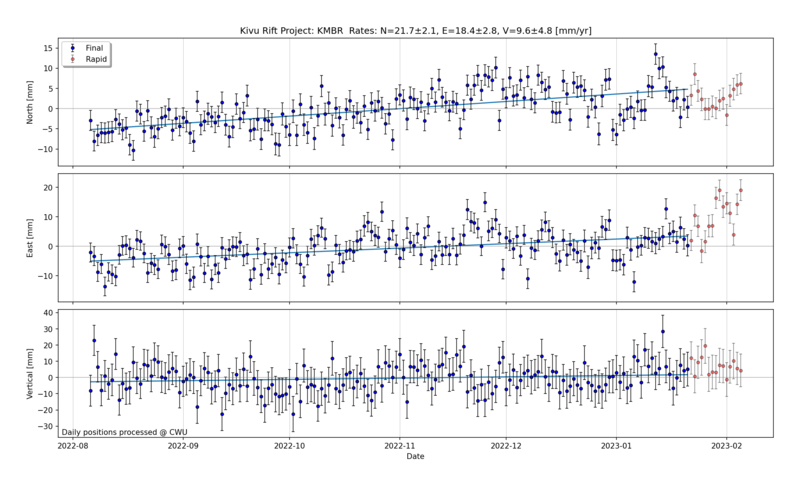 Kivu Rift Project: KMBR  Rates: N=21.7±2.1, E=18.4±2.8, V=9.6±4.8 [mm/yr]
Final
Rapid
15
10
5
0
−5
−10
North [mm]
20
10
0
−10
East [mm]
40
30
20
10
0
−10
−20
−30
Vertical [mm]
Daily positions processed @ CWU
2022-08 2022-09 2022-10 2022-11 2022-12 2023-01 2023-02
Date